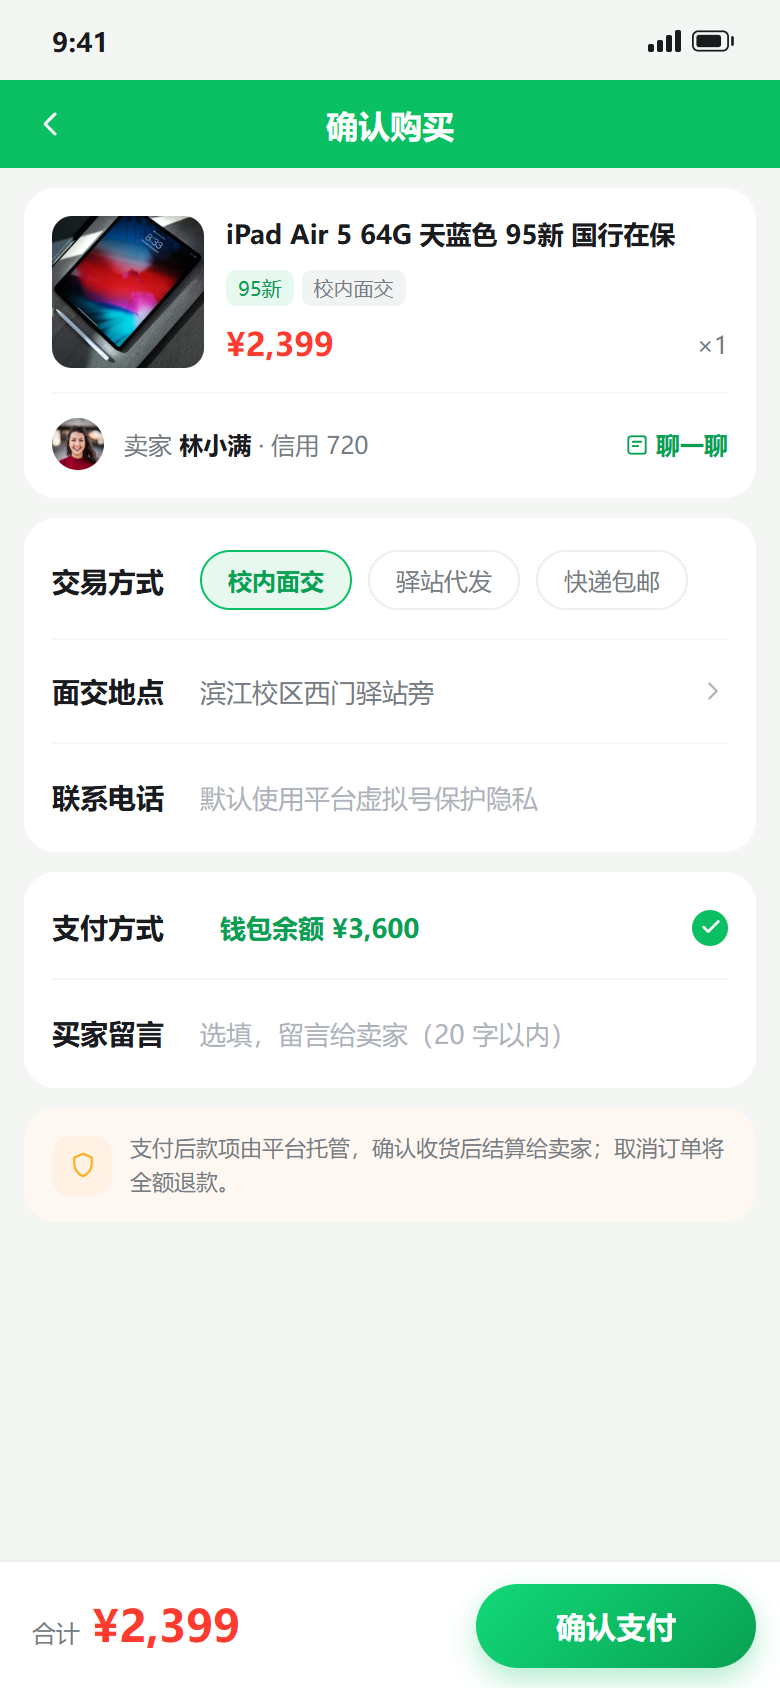 9:41
确认购买
iPad Air 5 64G 天蓝色 95新 国行在保
95新 校内面交
¥2,399 ×1
卖家 林小满 · 信用 720 聊一聊
交易方式 校内面交 驿站代发 快递包邮
面交地点 滨江校区西门驿站旁
联系电话 默认使用平台虚拟号保护隐私
支付方式 钱包余额 ¥3,600
买家留言 选填，留言给卖家（20 字以内）
支付后款项由平台托管，确认收货后结算给卖家；取消订单将
全额退款。
合计 ¥2,399 确认支付